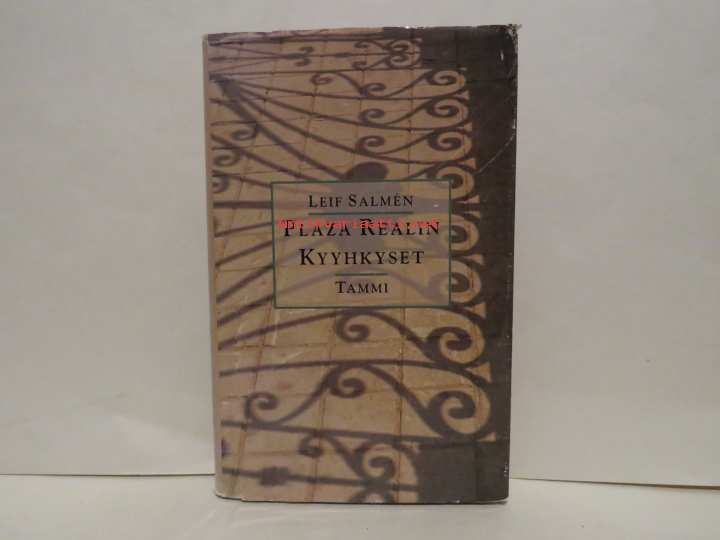 LEIF SALMÉN
PLAZA REALIN
KYYHKYSET
TAMMI